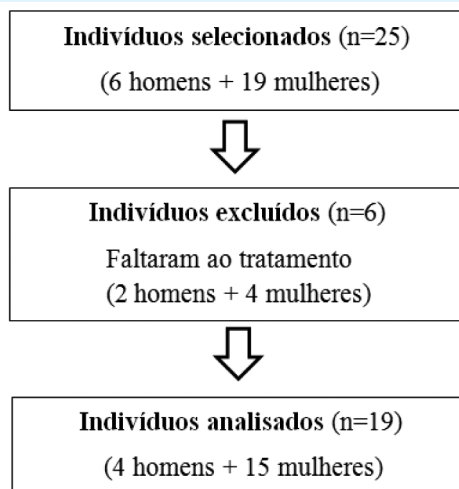 Indivíduos selecionados (n=25)
(6 homens + 19 mulheres)
Indivíduos excluídos (n=6)
Faltaram ao tratamento
(2 homens + 4 mulheres)
Indivíduos analisados (n=19)
(4 homens + 15 mulheres)